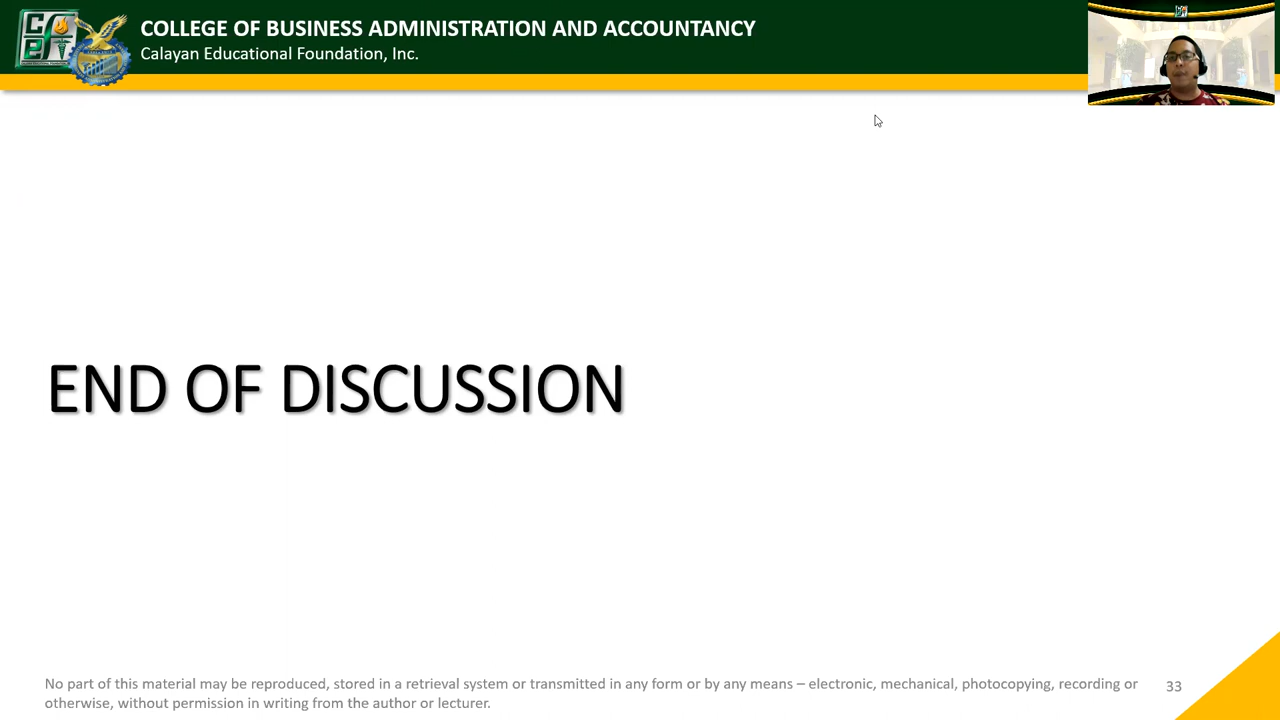 COLLEGE OF BUSINESS ADMINISTRATION AND ACCOUNTANCY
Calayan Educational Foundation, Inc.
END OF DISCUSSION
No part of this material may be reproduced, stored in a retrieval system or transmitted in any form or by any means – electronic, mechanical, photocopying, recording or
otherwise, without permission in writing from the author or lecturer.
33